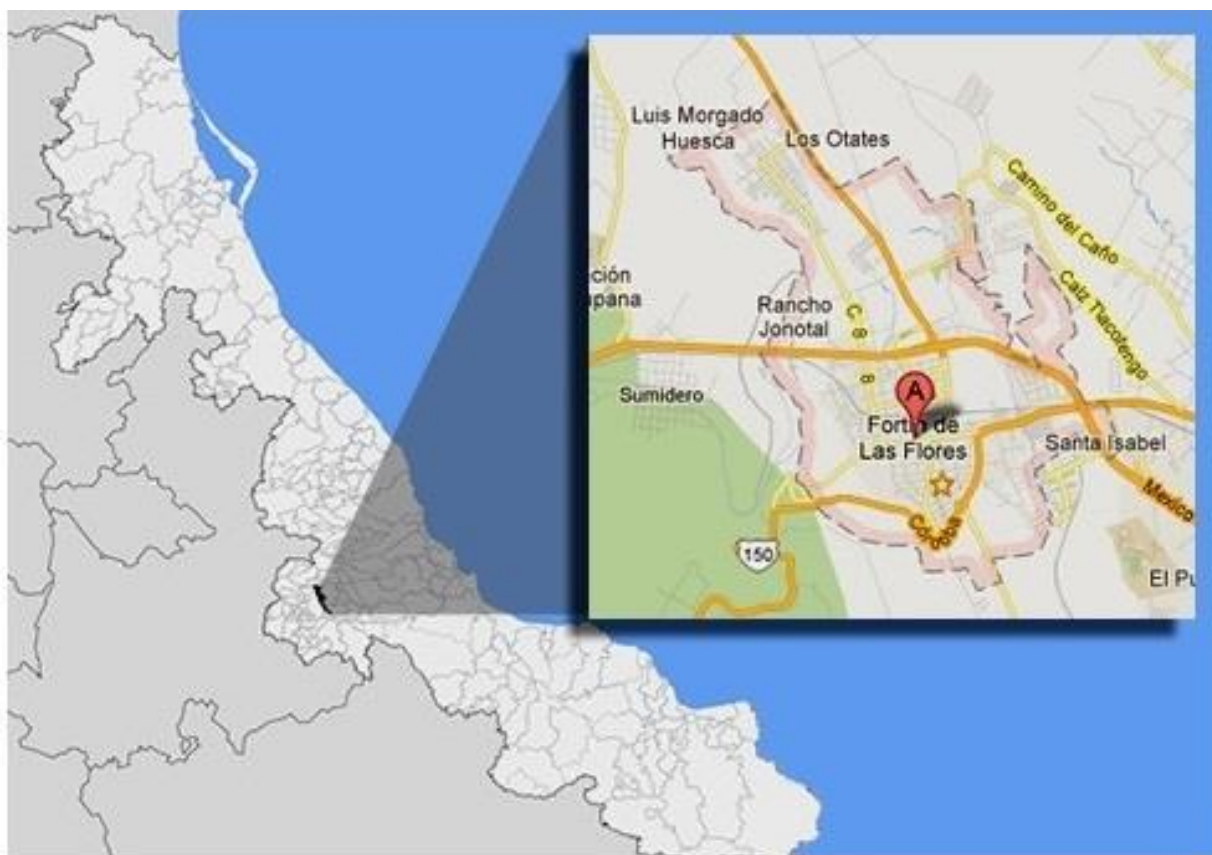 Luis Morgado
Huesca
Los Otates
Camino del Caño
ción
upana
Rancho
Jonotal
C 8
8
Calz Tlacotengo
Sumidero
A
Fortín de
Las Flores
Santa Isabel
Mexico
Córdoba
150
El Pu